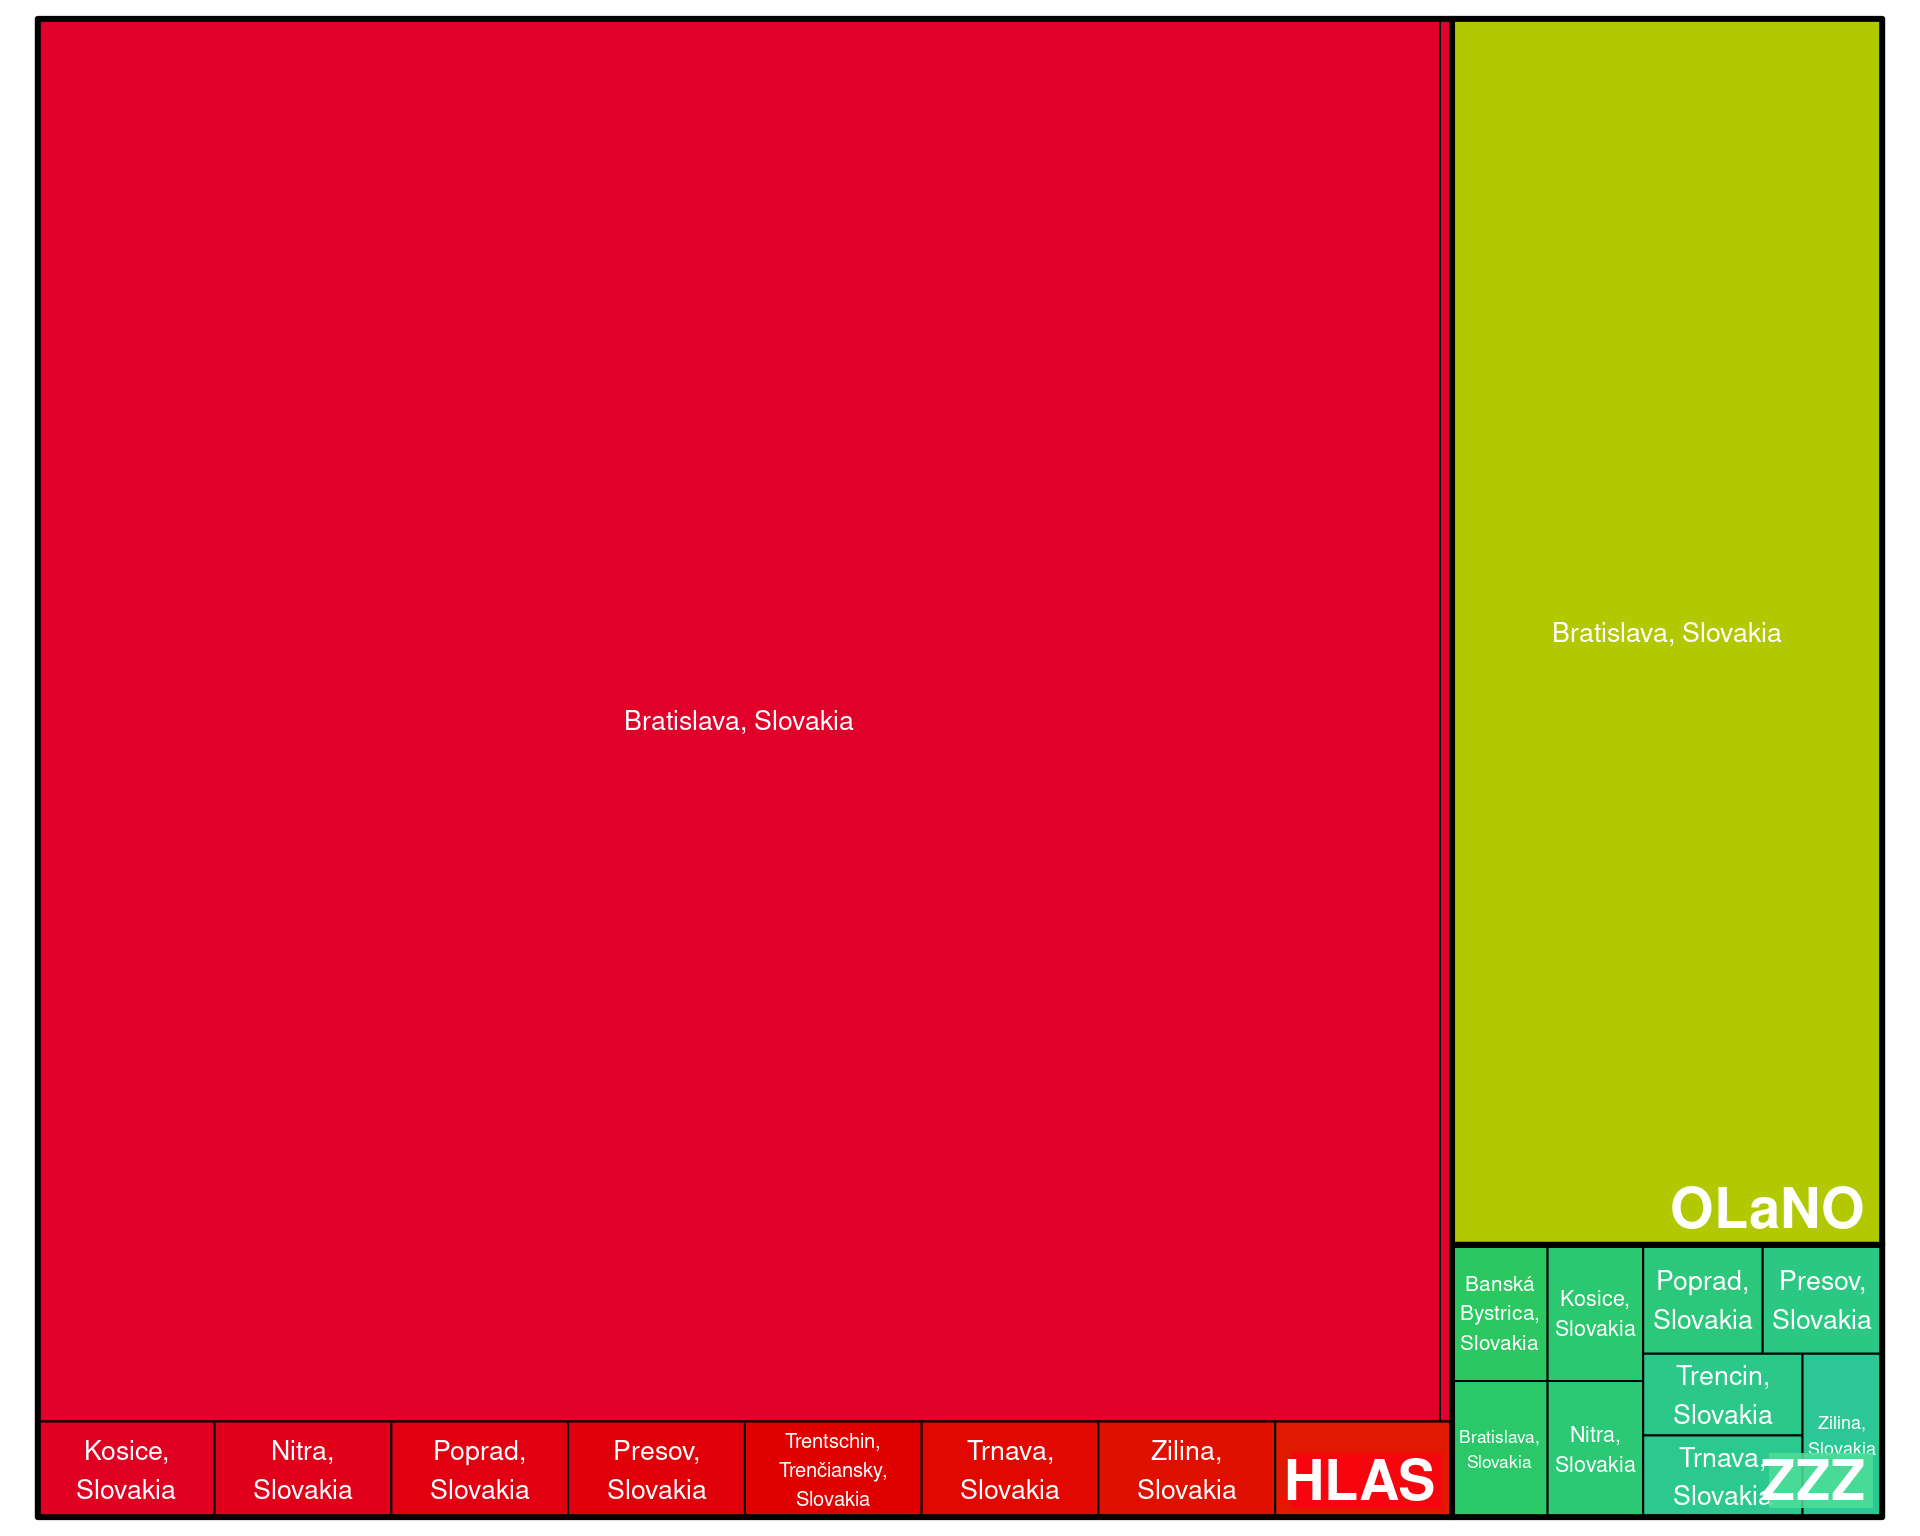 Bratislava, Slovakia
Kosice,
Slovakia
Nitra,
Slovakia
Poprad,
Slovakia
Presov,
Slovakia
Trentschin,
Trenčiansky,
Slovakia
Trnava,
Slovakia
Zilina,
Slovakia
HLAS
Bratislava, Slovakia
OLaNO
Banská
Bystrica,
Slovakia
Kosice,
Slovakia
Poprad,
Slovakia
Presov,
Slovakia
Bratislava,
Slovakia
Nitra,
Slovakia
Trencin,
Slovakia
Trnava,
Slovakia
Zilina,
Slovakia
ZZZ